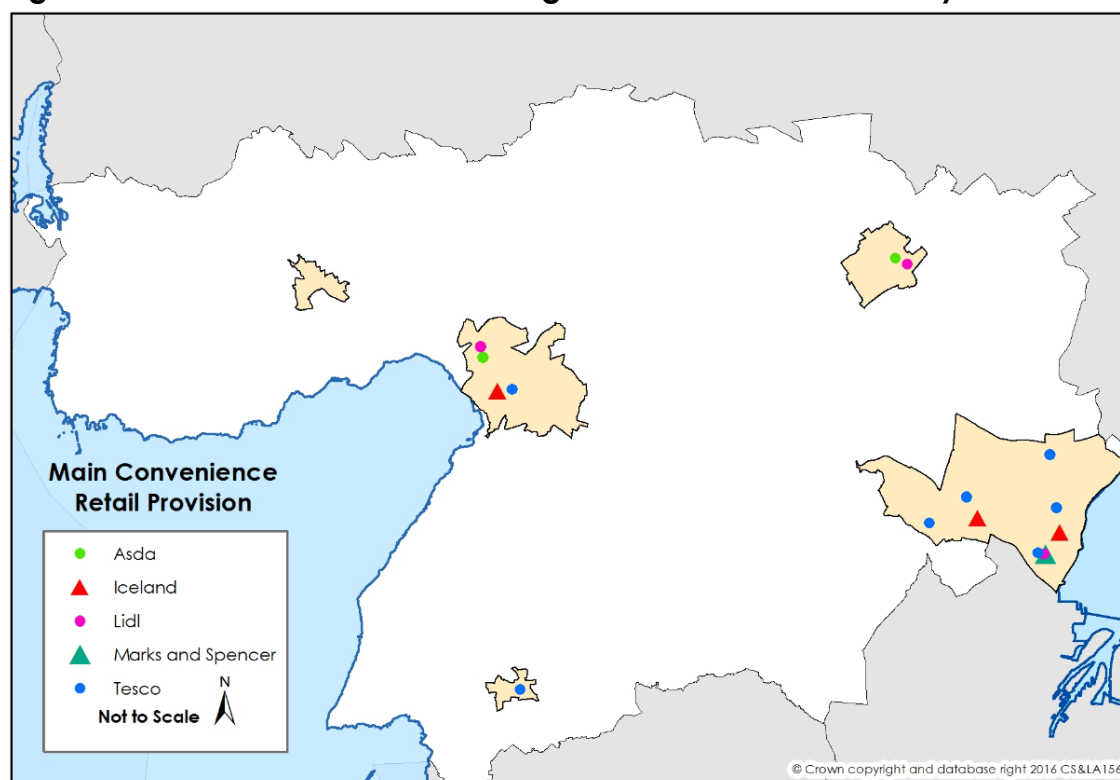 Main Convenience
Retail Provision
Asda
Iceland
Lidl
Marks and Spencer
Tesco
N
Not to Scale
© Crown copyright and database right 2016 CS&LA156